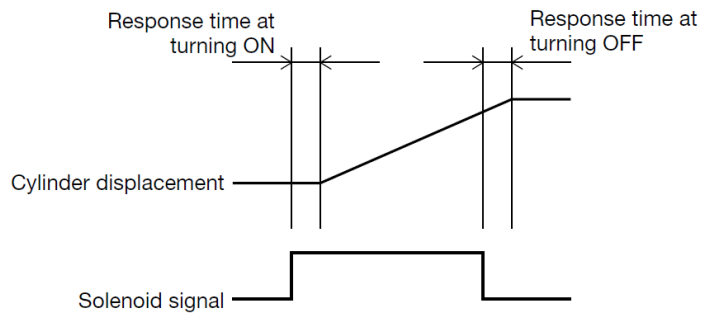 Response time at
turning ON
Response time at
turning OFF
Cylinder displacement
Solenoid signal